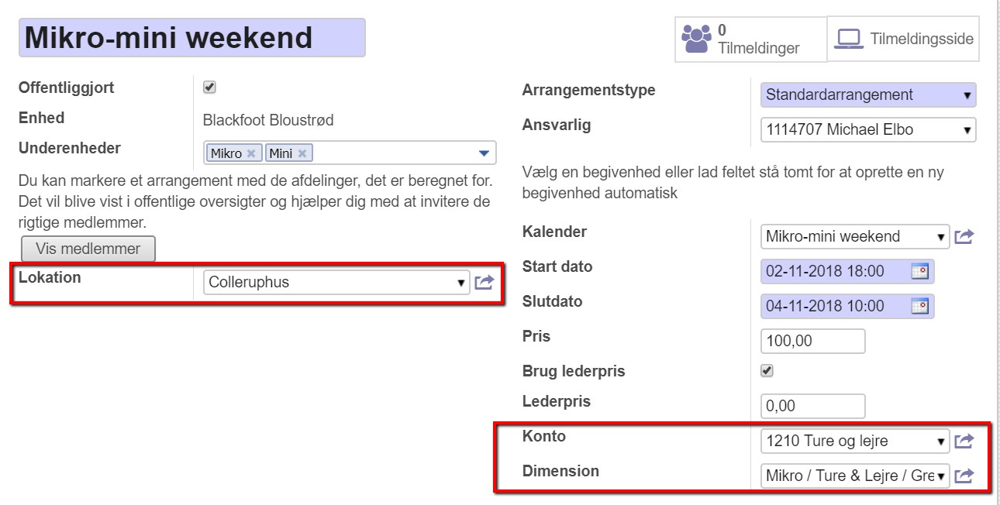 Mikro-mini weekend
0
Tilmeldinger
Tilmeldingsside
Offentliggjort
Enhed
Blackfoot Bloustrød
Underenheder
Mikro × Mini ×
Du kan markere et arrangement med de afdelinger, det er beregnet for.
Det vil blive vist i offentlige oversigter og hjælper dig med at invitere de
rigtige medlemmer.
Vis medlemmer
Lokation
Colleruphus
Arrangementstype
Standardarrangement
Ansvarlig
1114707 Michael Elbo
Vælg en begivenhed eller lad feltet stå tomt for at oprette en ny
begivenhed automatisk
Kalender
Mikro-mini weekend
Start dato
02-11-2018 18:00
Slutdato
04-11-2018 10:00
Pris
100,00
Brug lederpris
Lederpris
0,00
Konto
1210 Ture og lejre
Dimension
Mikro / Ture & Lejre / Gre